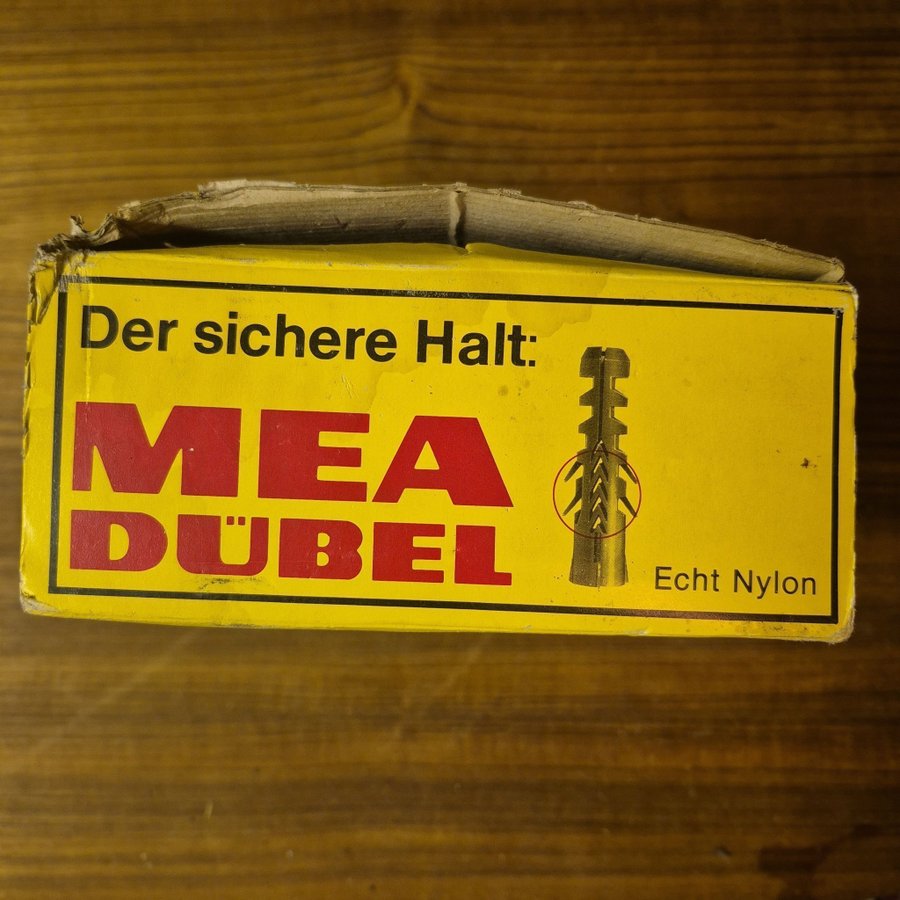 Der sichere Halt:
MEA
DÜBEL
Echt Nylon